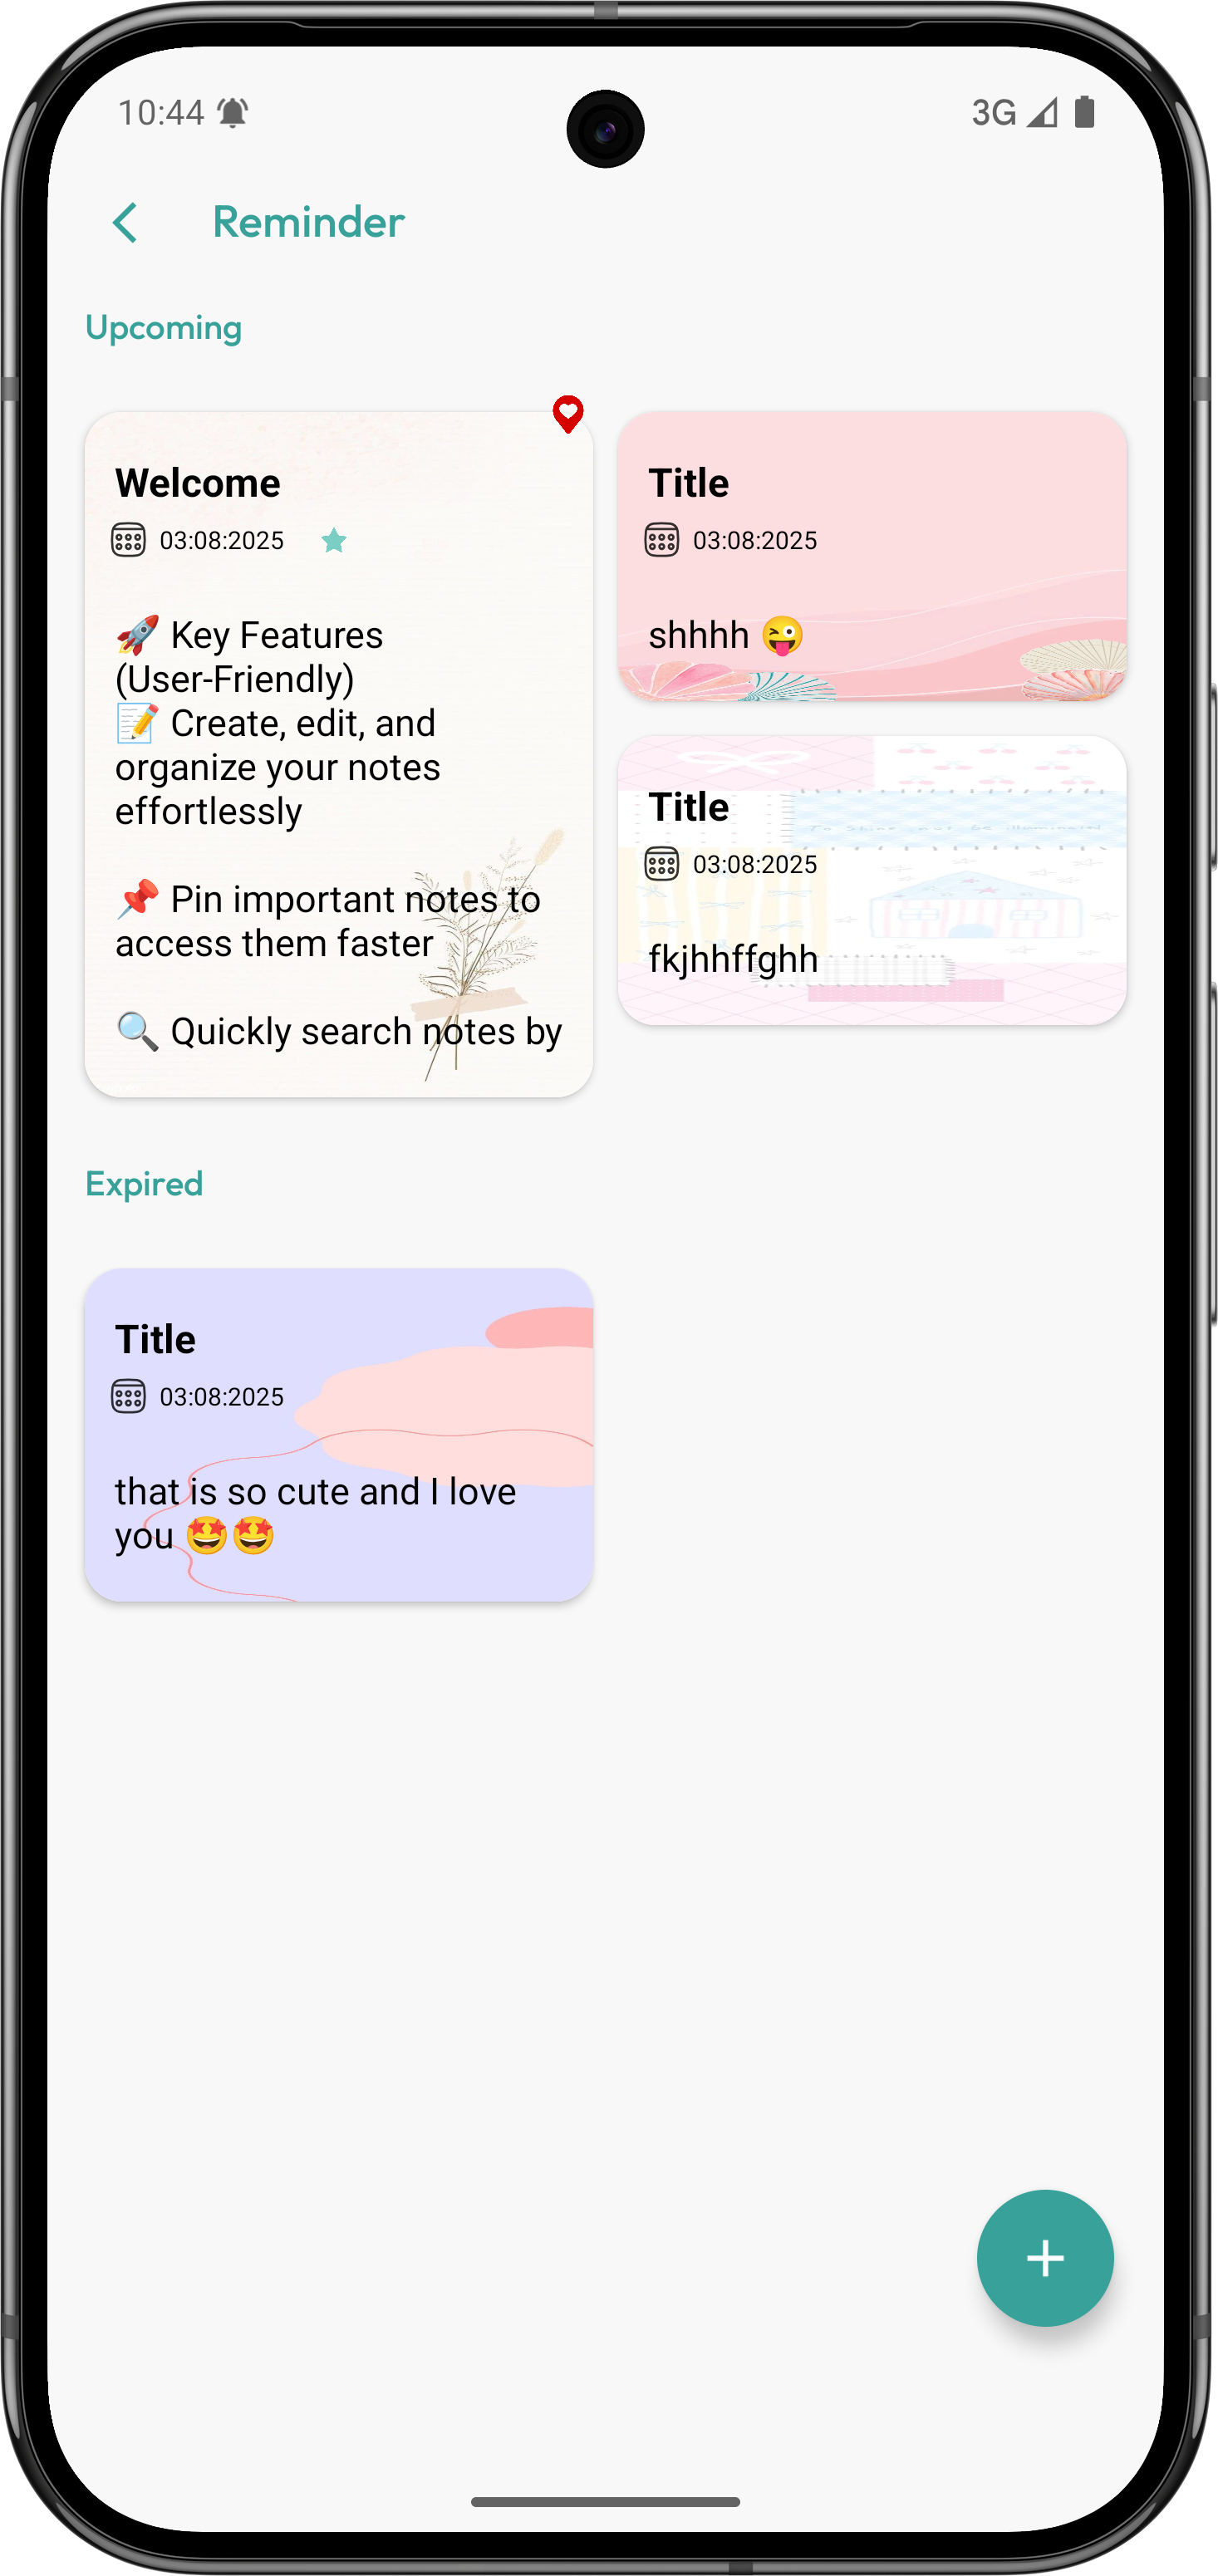 10:44
3G
Reminder
Upcoming
Welcome
03:08:2025
🚀 Key Features
(User-Friendly)
📝 Create, edit, and
organize your notes
effortlessly
📌 Pin important notes to
access them faster
🔍 Quickly search notes by
Title
03:08:2025
shhhh 😜
Title
03:08:2025
fkjhhffghh
Expired
Title
03:08:2025
that is so cute and I love
you 🤩🤩